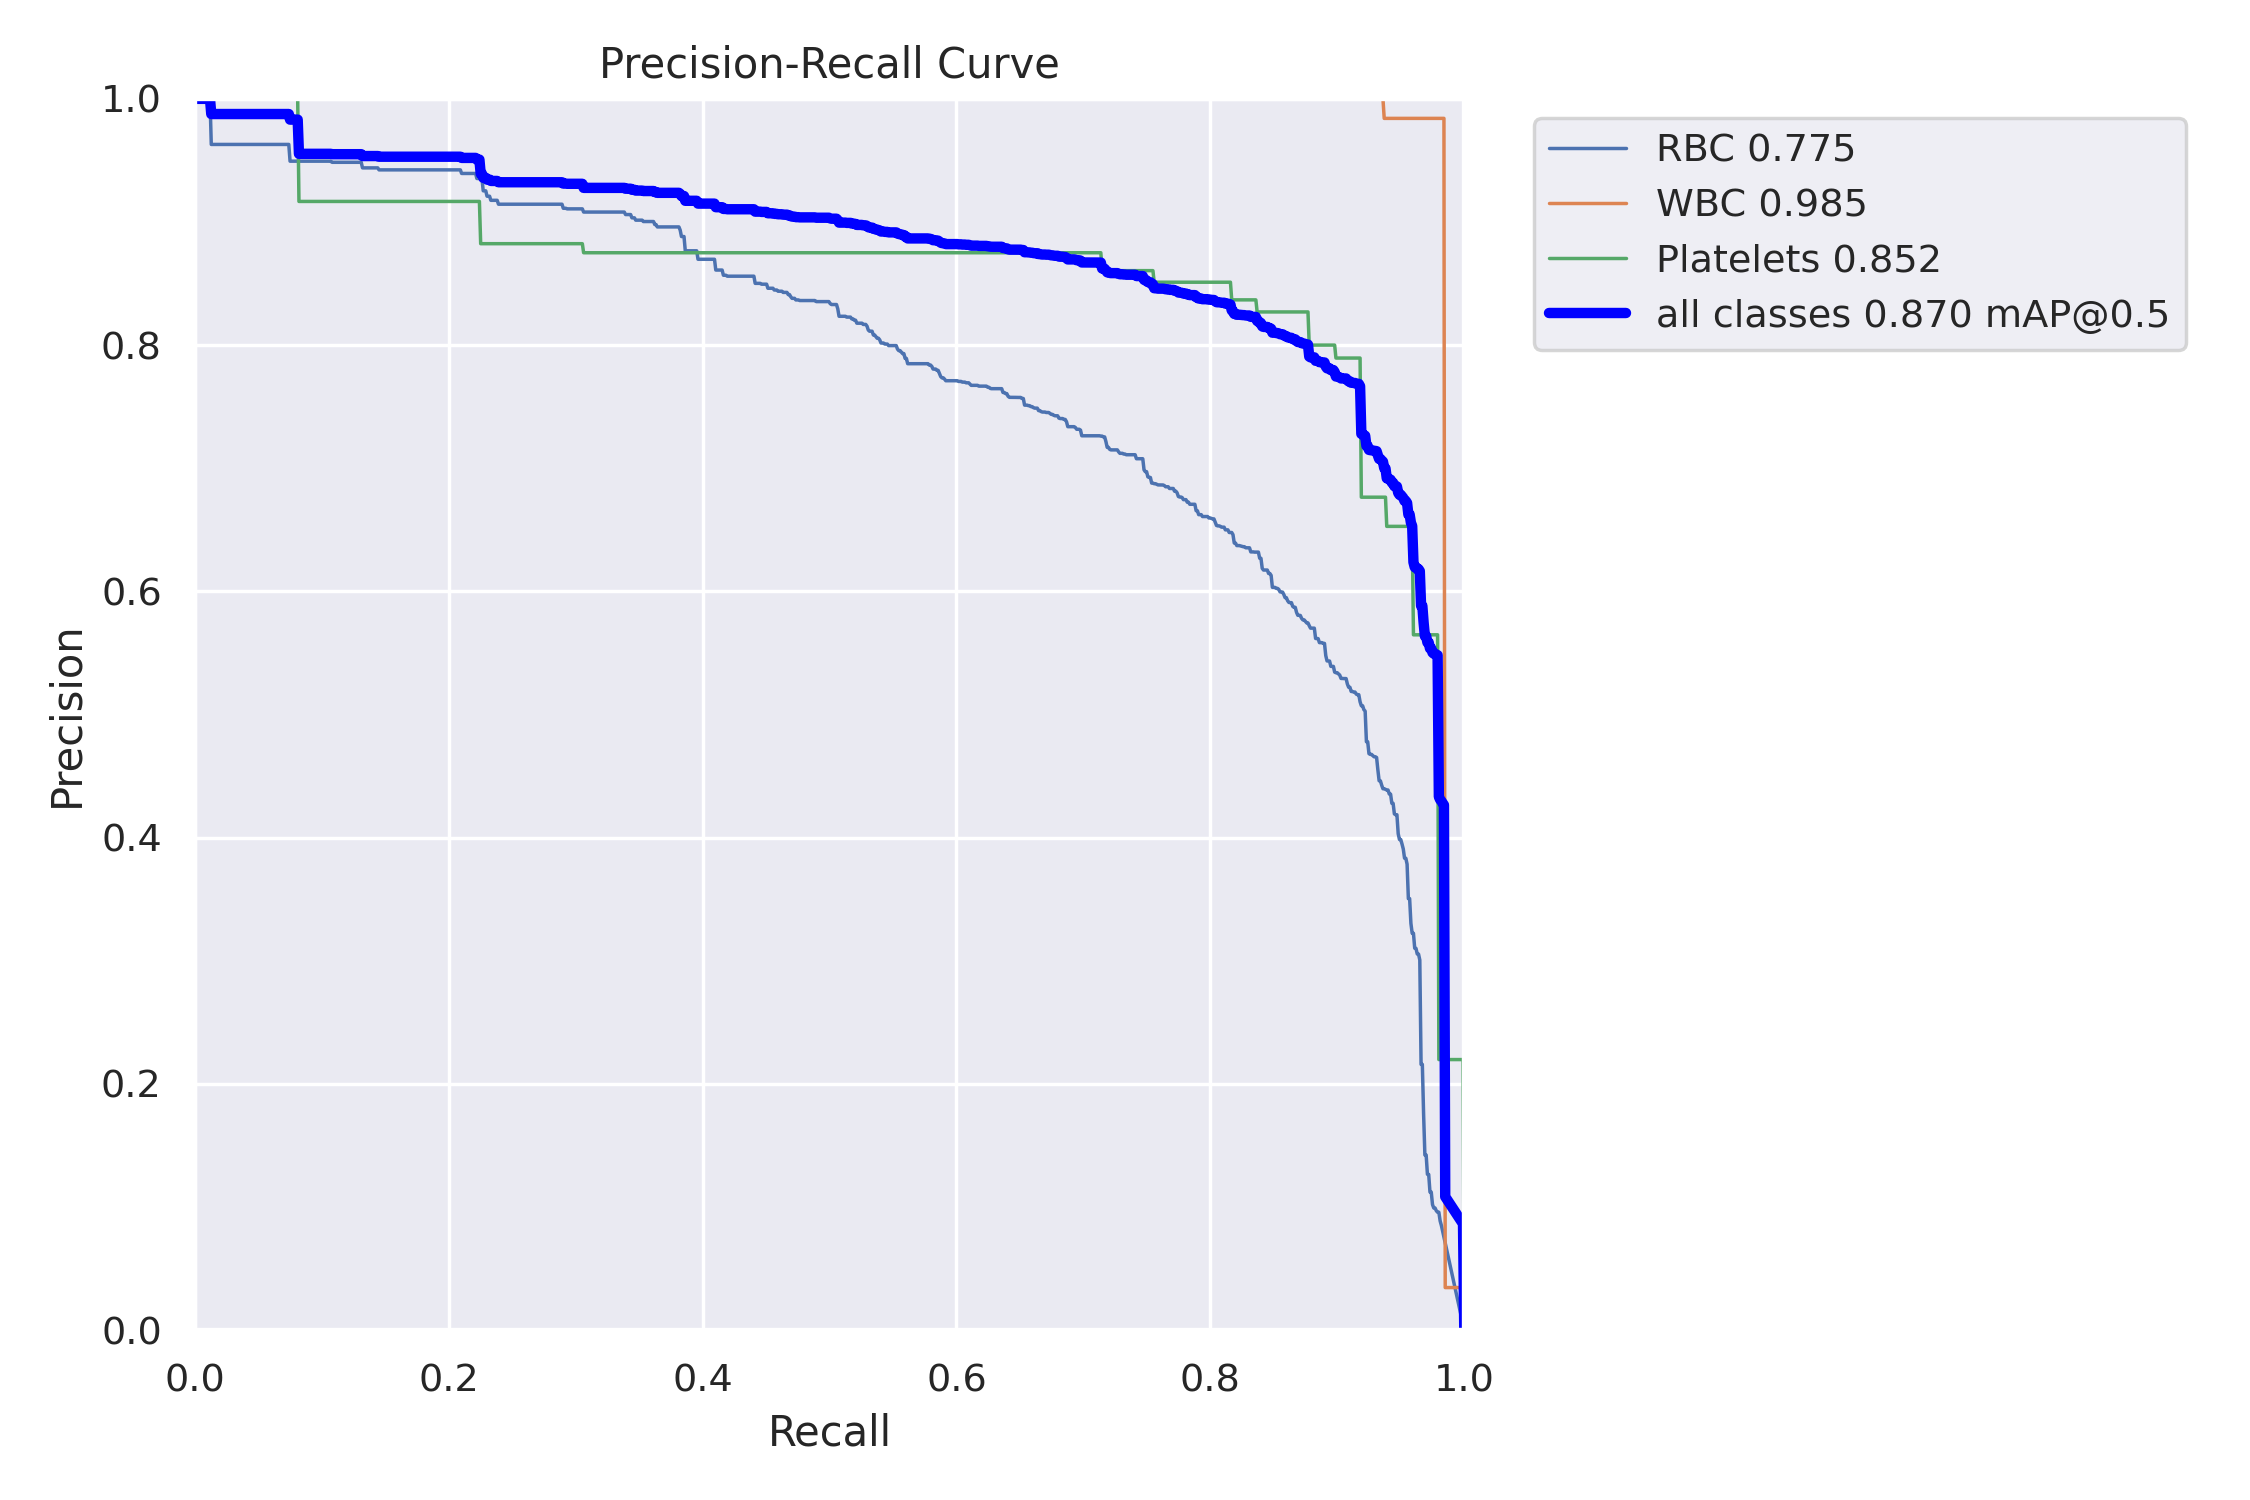 Precision-Recall Curve
1.0
0.8
0.6
0.4
0.2
0.0
Precision
0.0 0.2 0.4 0.6 0.8 1.0
Recall
RBC 0.775
WBC 0.985
Platelets 0.852
all classes 0.870 mAP@0.5